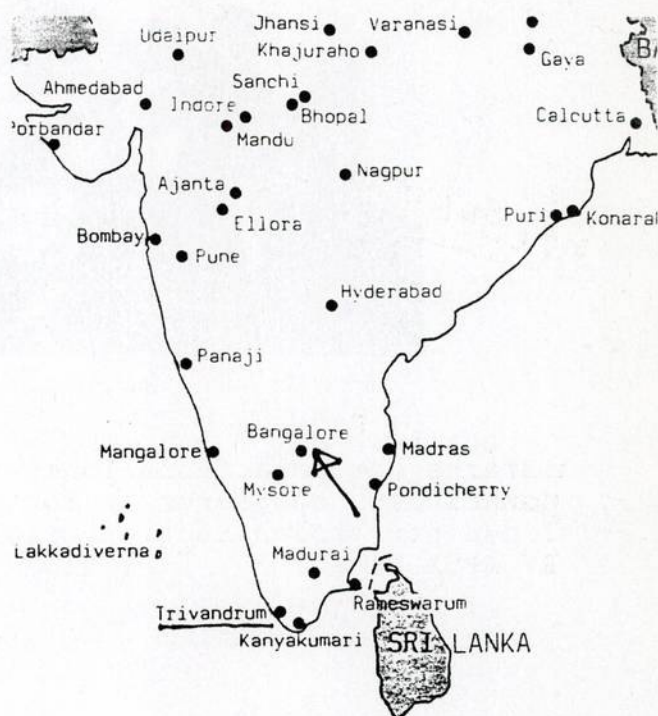 Jhansi
Varanasi
Udaipur
Khajuraho
Gaya
Sanchi
Ahmedabad
Indore
Bhopal
Calcutta
Porbandar
Mandu
Nagpur
Ajanta
Ellora
Puri
Konarak
Bombay
Pune
Hyderabad
Panaji
Bangalore
Mangalore
Madras
Mysore
Pondicherry
Lakkadiverna
Madurai
Trivandrum
Rameswarum
Kanyakumari
SRI LANKA